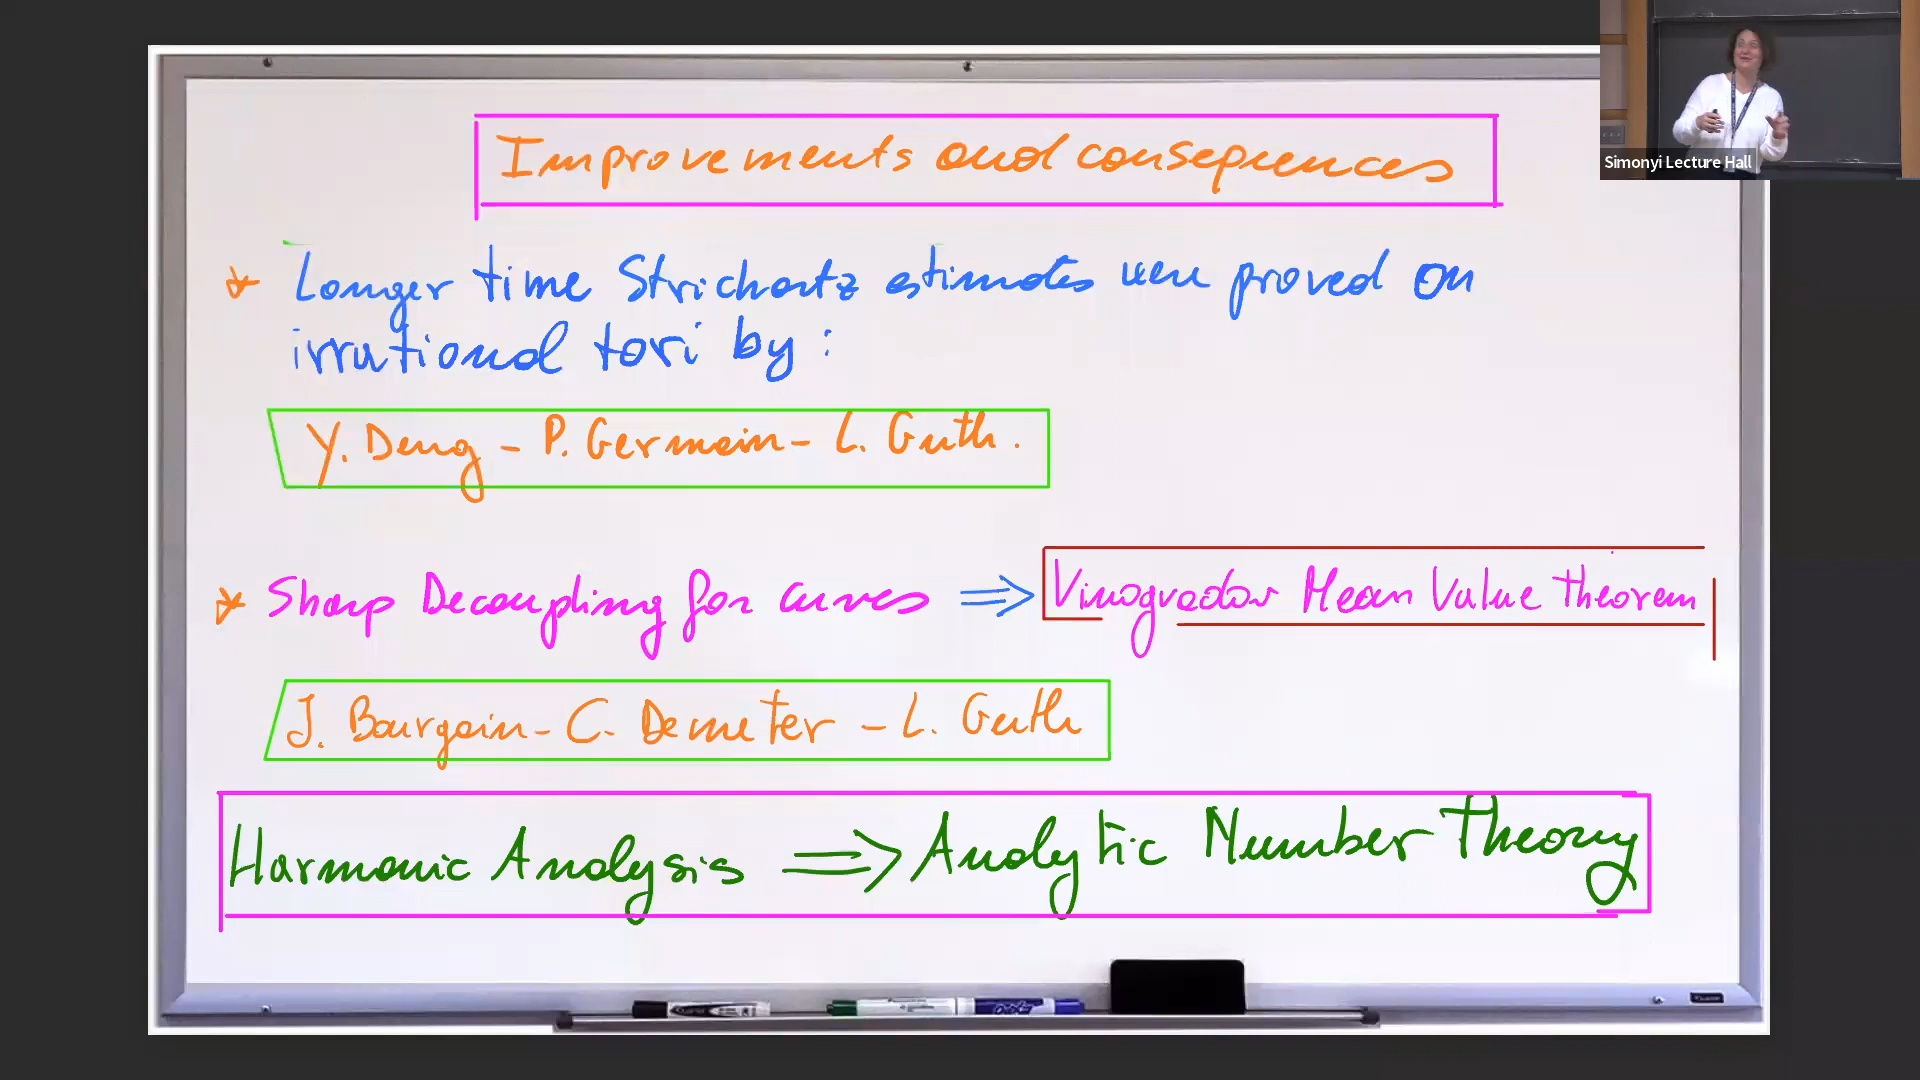 Improvements and consequences
Simonyi Lecture Hall
* Longer time Strichartz estimates were proved on
irrational tori by:
Y. Deng - P. Germain - L. Guth.
* Sharp Decoupling for curves ⇒ Vinogradov Mean Value Theorem
J. Bourgain - C. Demeter - L. Guth
Harmonic Analysis ⇒ Analytic Number Theory